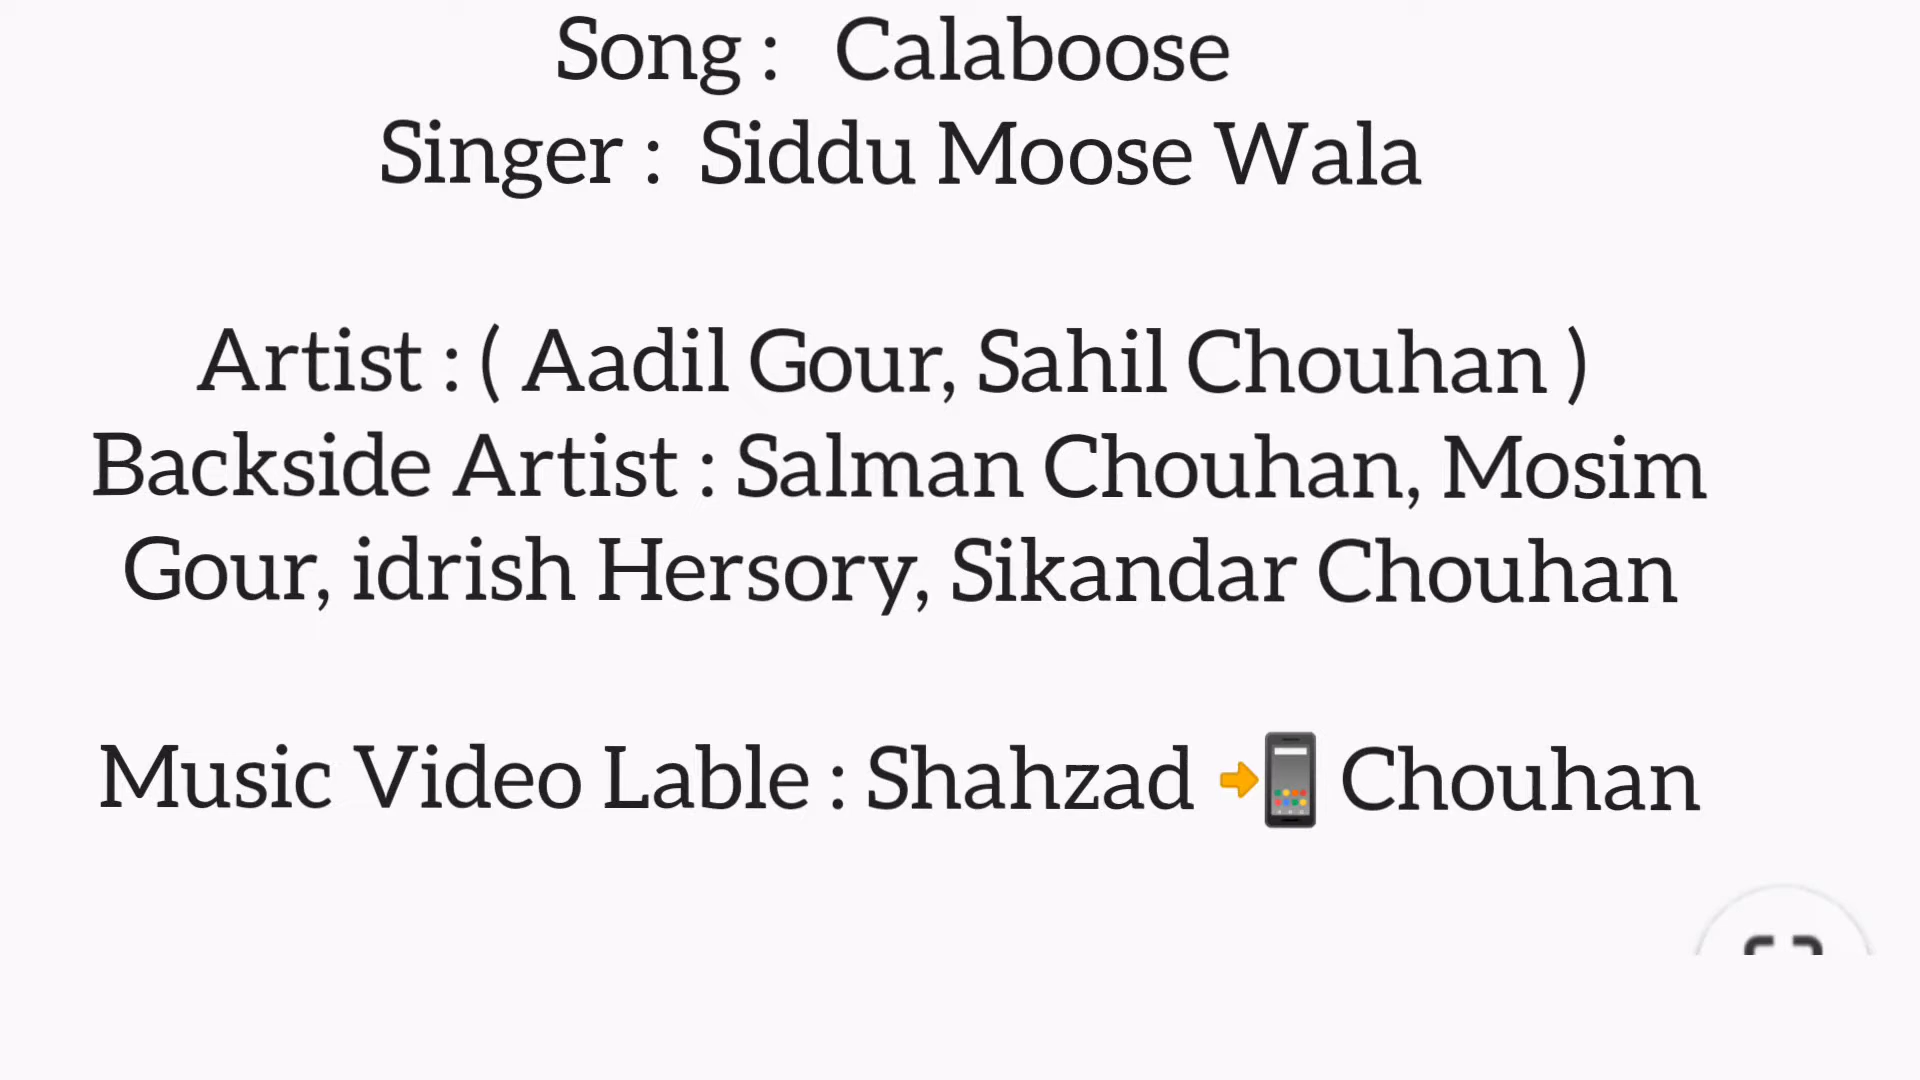 Song : Calaboose
Singer : Siddu Moose Wala
Artist : ( Aadil Gour, Sahil Chouhan )
Backside Artist : Salman Chouhan, Mosim
Gour, idrish Hersory, Sikandar Chouhan
Music Video Lable : Shahzad 📲 Chouhan